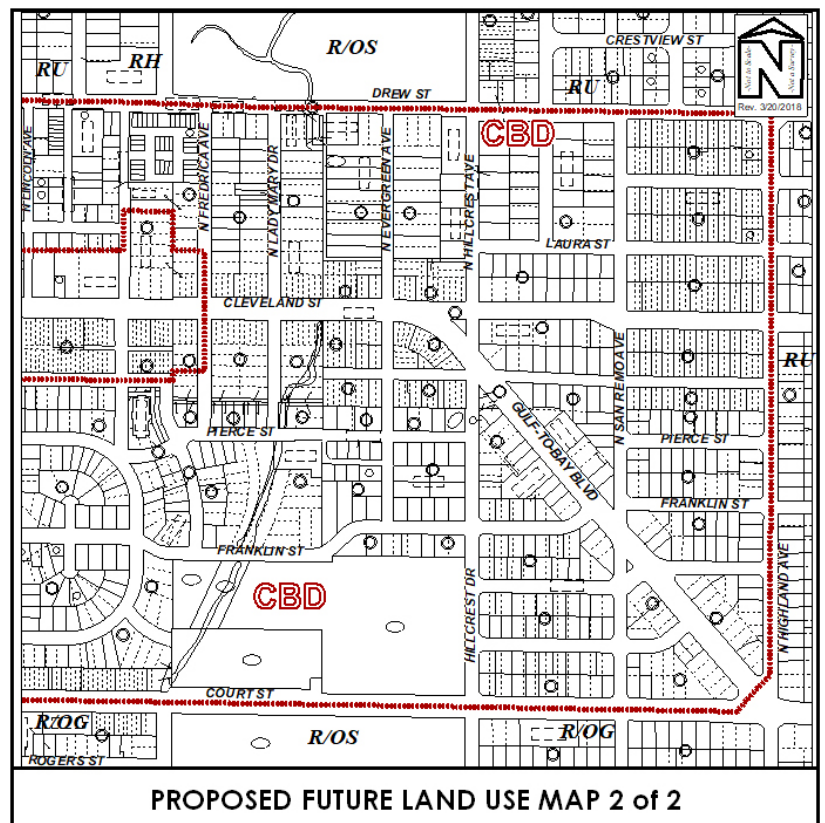 CRESTVIEW ST
-Not to Scale-
N
-Not a Survey-
Rev. 3/20/2018
RU
RH
R/OS
RU
DREW ST
CBD
N LINCOLN AVE
N FREDRICA AVE
N LADY MARY DR
N EVERGREEN AVE
N HILLCREST AVE
LAURA ST
CLEVELAND ST
N SAN REMO AVE
RU
GULF-TO-BAY BLVD
PIERCE ST
PIERCE ST
FRANKLIN ST
FRANKLIN ST
CBD
HILLCREST DR
N HIGHLAND AVE
COURT ST
R/OG
R/OS
R/OG
ROGERS ST
PROPOSED FUTURE LAND USE MAP 2 of 2